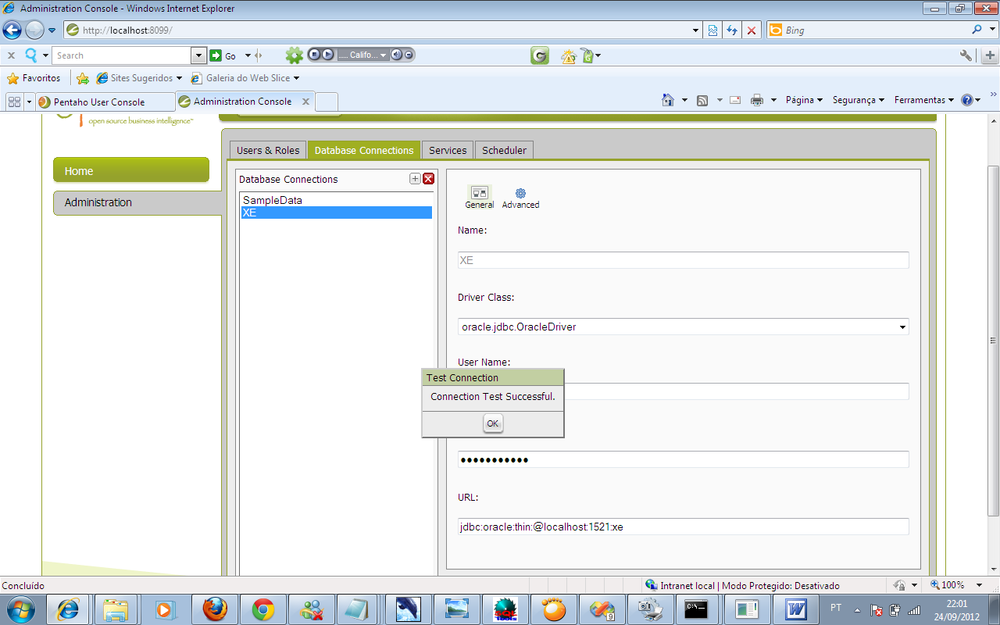 Administration Console - Windows Internet Explorer
http://localhost:8099/
Bing
Search
Go
...... Califo...
Favoritos
Sites Sugeridos
Galeria do Web Slice
Pentaho User Console
Administration Console
Página
Segurança
Ferramentas
open source business intelligence™
Home
Administration
Users & Roles
Database Connections
Services
Scheduler
Database Connections
SampleData
XE
General
Advanced
Name:
XE
Driver Class:
oracle.jdbc.OracleDriver
User Name:
Test Connection
Connection Test Successful.
OK
URL:
jdbc:oracle:thin:@localhost:1521:xe
Concluído
Intranet local | Modo Protegido: Desativado
100%
PT
22:01
24/09/2012